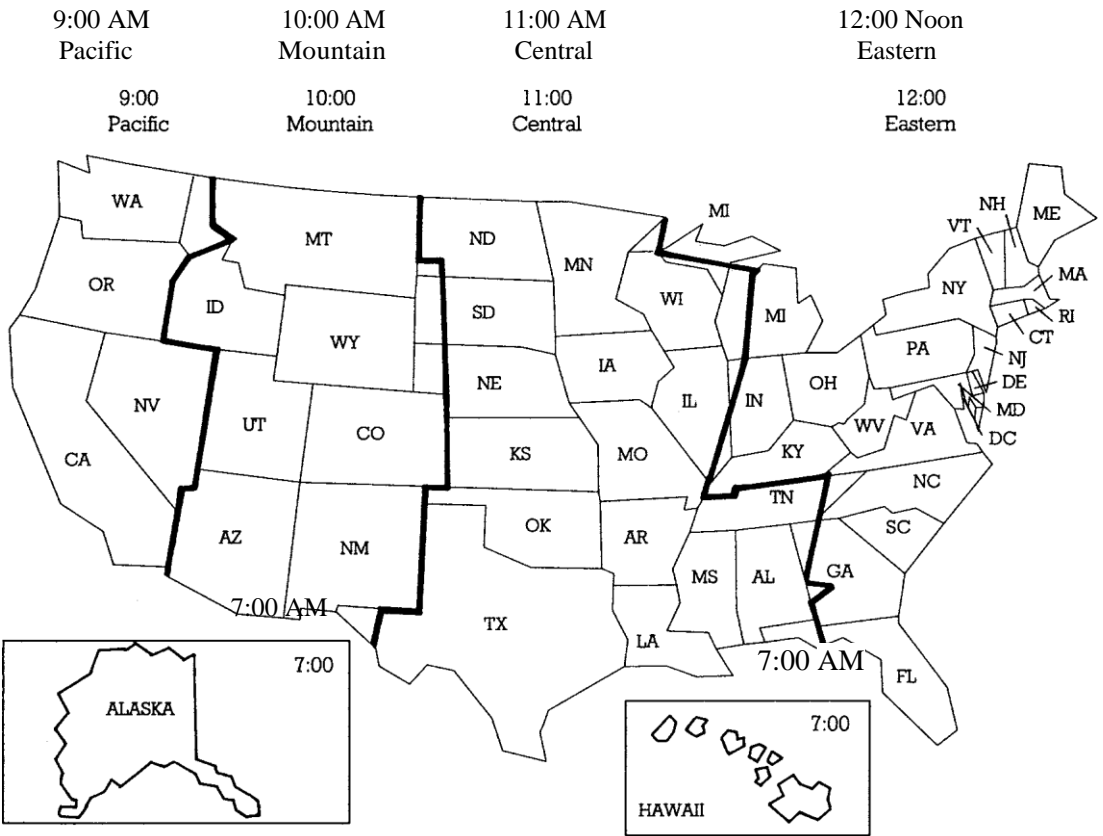 9:00 AM 10:00 AM 11:00 AM 12:00 Noon
Pacific Mountain Central Eastern
9:00 10:00 11:00 12:00
Pacific Mountain Central Eastern
WA
MT
ND
MN
MI
VT
NH
ME
OR
ID
SD
WI
MI
NY
MA
RI
CT
WY
IA
PA
NJ
NV
NE
IL
IN
OH
DE
MD
DC
CA
UT
CO
KS
MO
KY
WV
VA
AZ
NM
OK
AR
TN
NC
SC
MS
AL
GA
TX
LA
FL
7:00 AM
7:00
ALASKA
7:00 AM
7:00
HAWAII